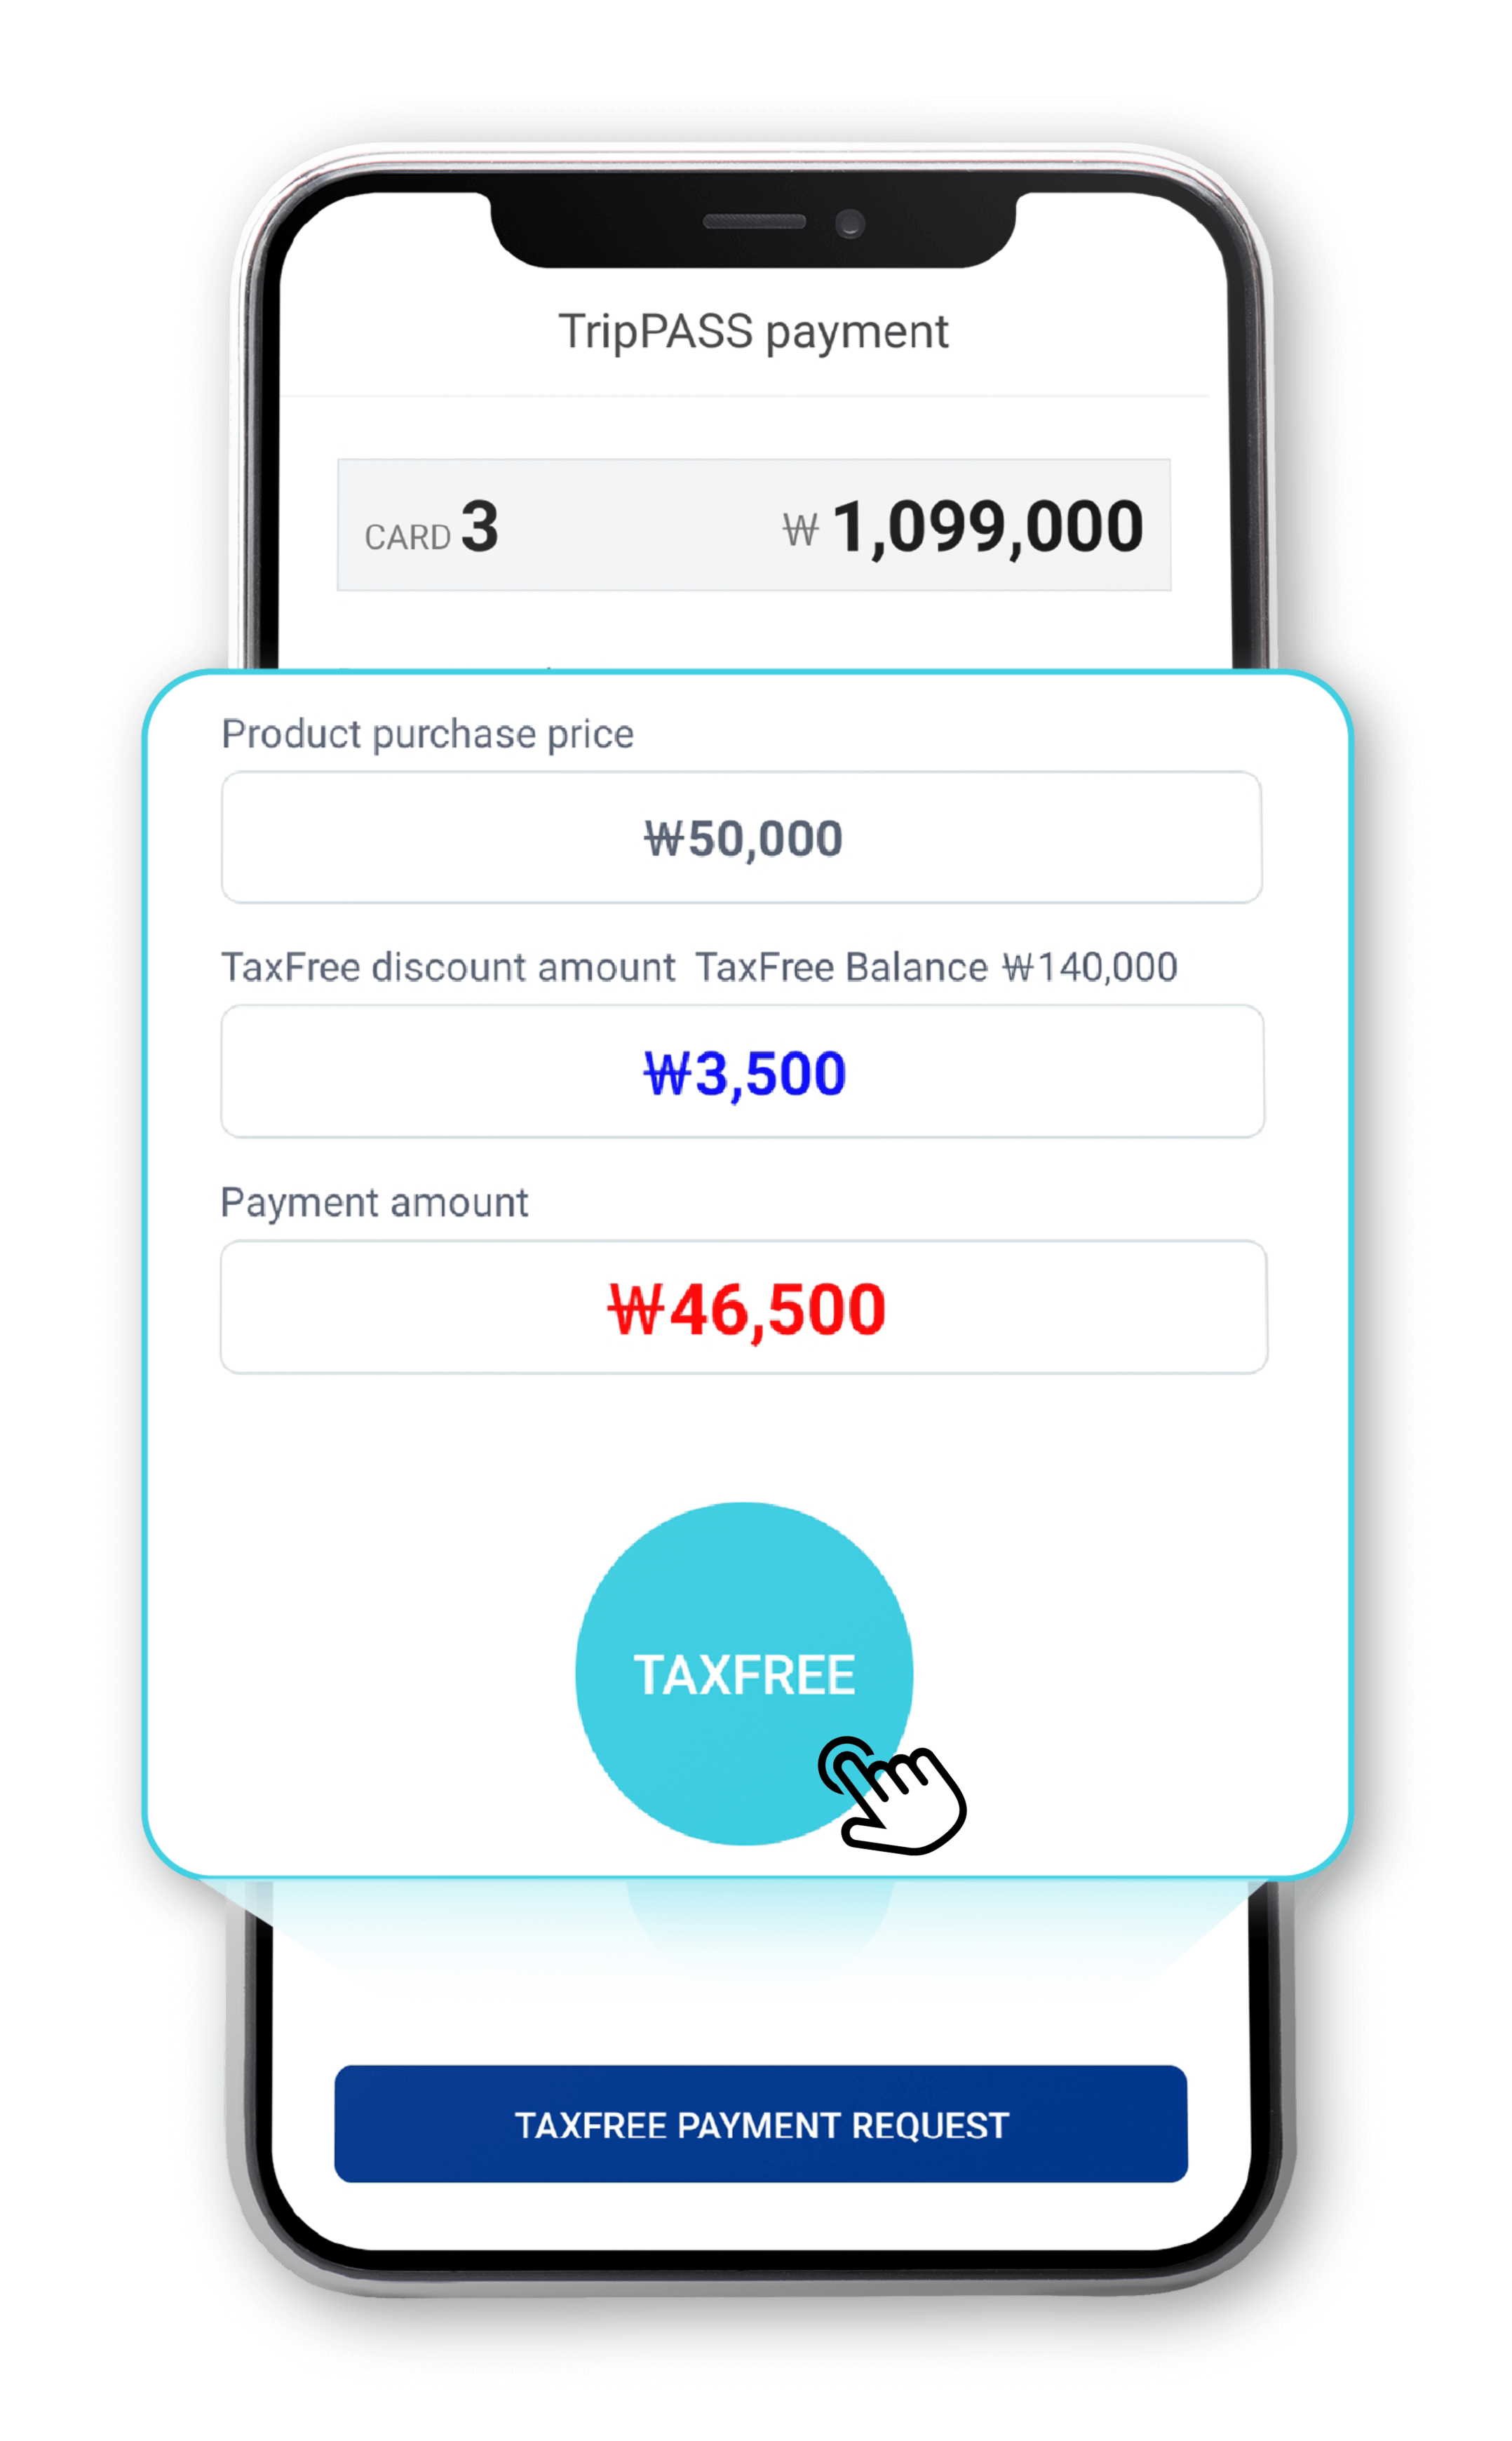 TripPASS payment
CARD 3 ₩ 1,099,000
Product purchase price
₩50,000
TaxFree discount amount TaxFree Balance ₩140,000
₩3,500
Payment amount
₩46,500
TAXFREE
TAXFREE PAYMENT REQUEST